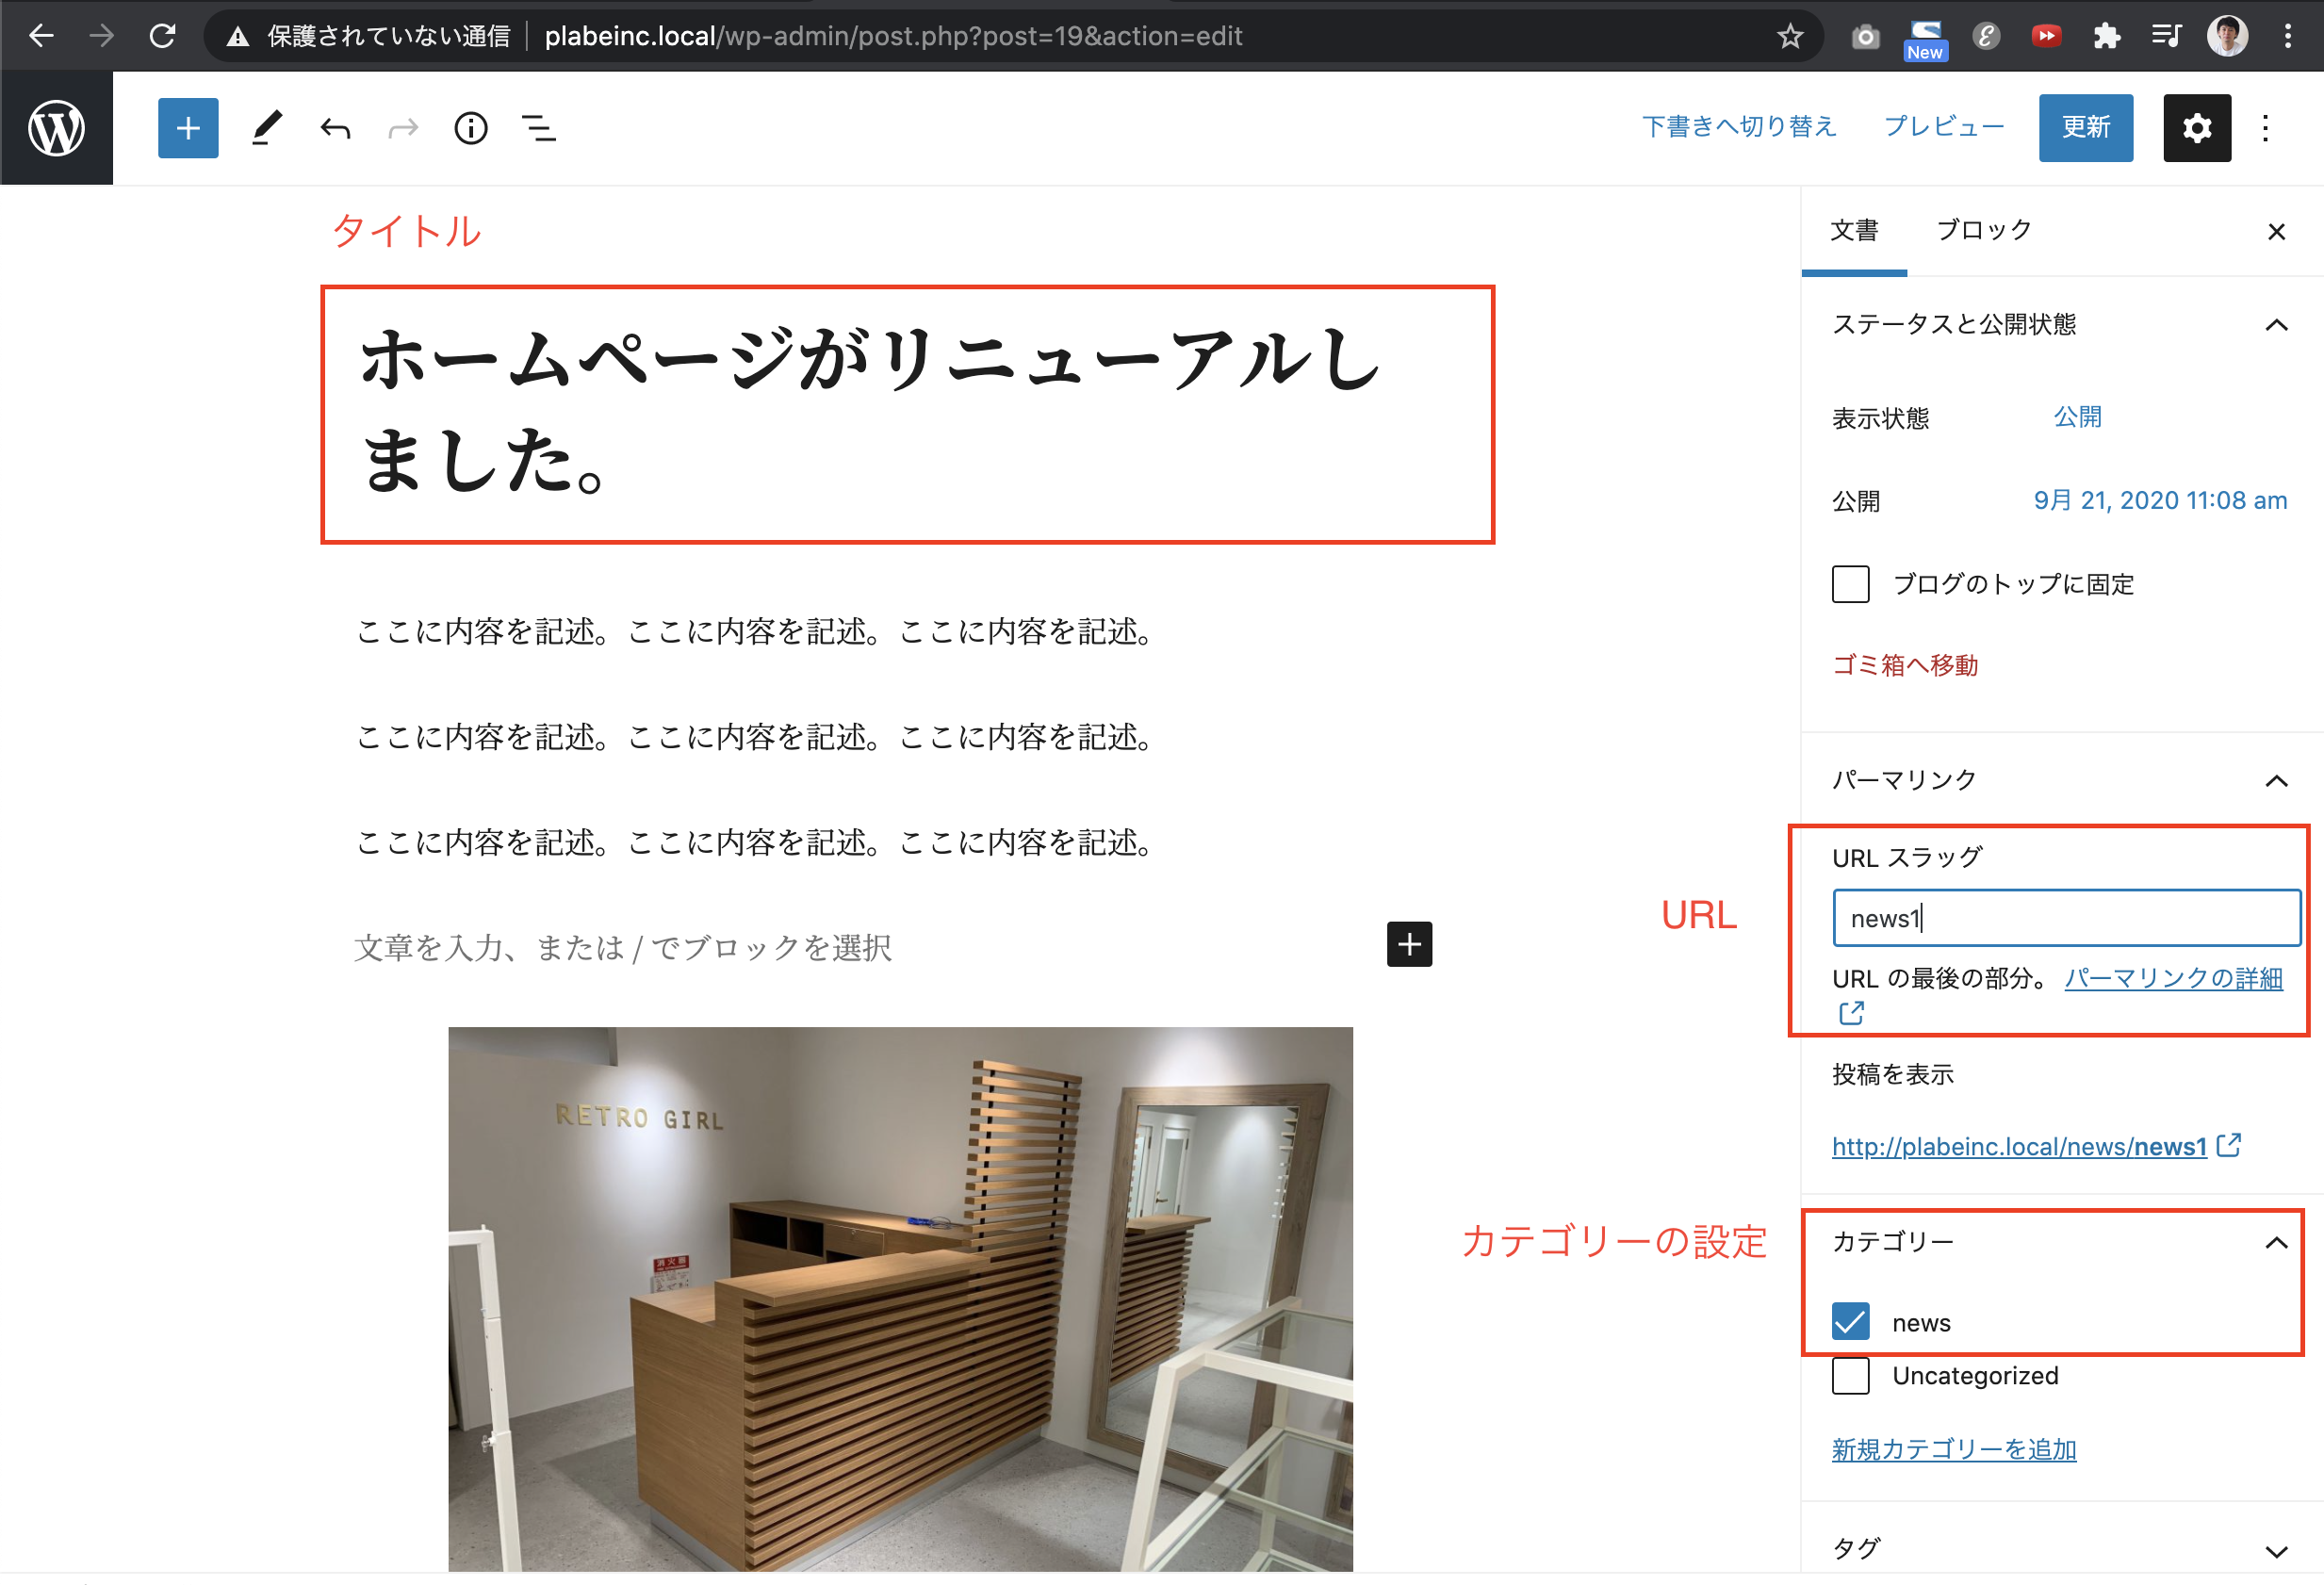 保護されていない通信 plabeinc.local/wp-admin/post.php?post=19&action=edit
New
下書きへ切り替え プレビュー 更新
タイトル
ホームページがリニューアルし
ました。
ここに内容を記述。ここに内容を記述。ここに内容を記述。
ここに内容を記述。ここに内容を記述。ここに内容を記述。
ここに内容を記述。ここに内容を記述。ここに内容を記述。
文章を入力、または / でブロックを選択
RETRO GIRL
消火器
URL
カテゴリーの設定
文書 ブロック
ステータスと公開状態
表示状態 公開
公開 9月 21, 2020 11:08 am
ブログのトップに固定
ゴミ箱へ移動
パーマリンク
URL スラッグ
news1
URL の最後の部分。 パーマリンクの詳細
投稿を表示
http://plabeinc.local/news/news1
カテゴリー
news
Uncategorized
新規カテゴリーを追加
タグ